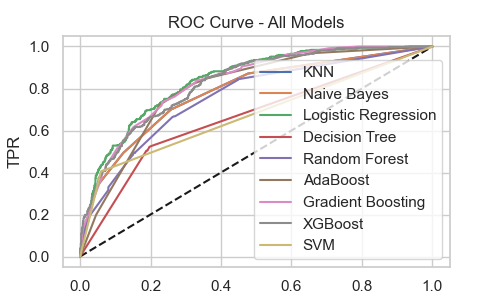 ROC Curve - All Models
1.0
0.8
0.6
0.4
0.2
0.0
TPR
KNN
Naive Bayes
Logistic Regression
Decision Tree
Random Forest
AdaBoost
Gradient Boosting
XGBoost
SVM
0.0 0.2 0.4 0.6 0.8 1.0